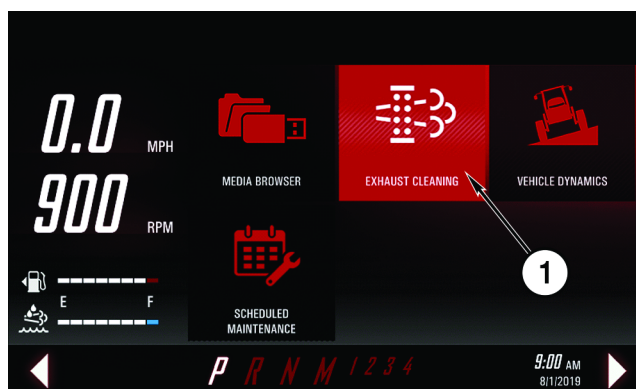 0.0 MPH
900 RPM
E F
MEDIA BROWSER
EXHAUST CLEANING
VEHICLE DYNAMICS
1
SCHEDULED
MAINTENANCE
P R N M 1 2 3 4
9:00 AM
8/1/2019